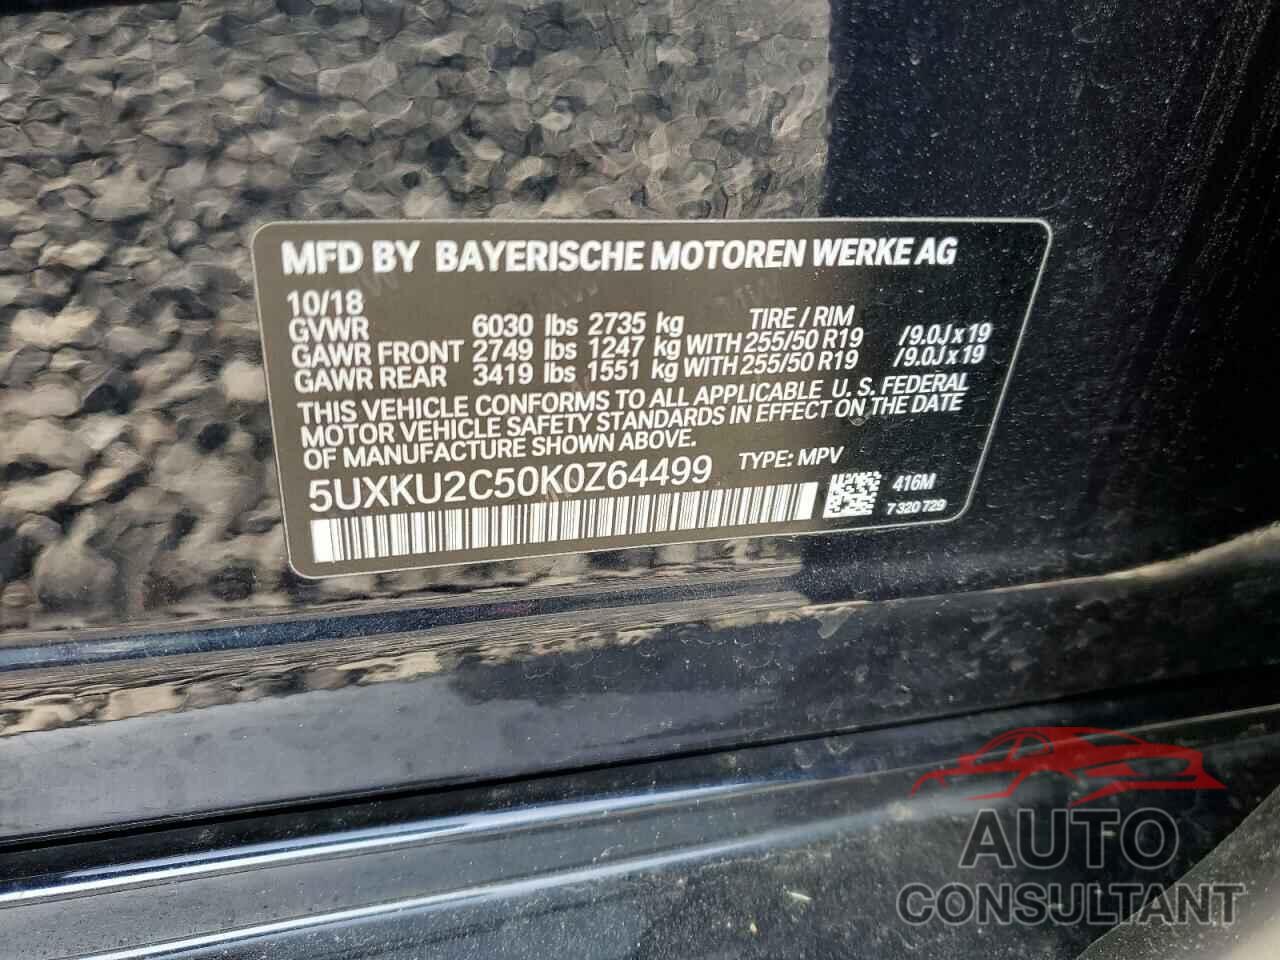 MFD BY BAYERISCHE MOTOREN WERKE AG
10/18
GVWR 6030 lbs 2735 kg TIRE / RIM
GAWR FRONT 2749 lbs 1247 kg WITH 255/50 R19 /9.0J x 19
GAWR REAR 3419 lbs 1551 kg WITH 255/50 R19 /9.0J x 19
THIS VEHICLE CONFORMS TO ALL APPLICABLE U. S. FEDERAL
MOTOR VEHICLE SAFETY STANDARDS IN EFFECT ON THE DATE
OF MANUFACTURE SHOWN ABOVE.
5UXKU2C50K0Z64499 TYPE: MPV
416M
7 320 729
AUTO
CONSULTANT